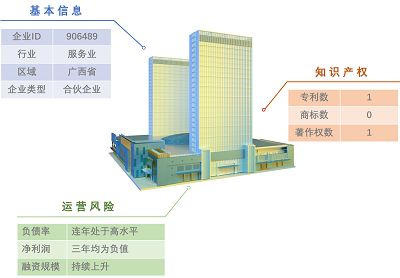 基本信息
企业ID 906489
行业 服务业
区域 广西省
企业类型 合伙企业
知识产权
专利数 1
商标数 0
著作权数 1
运营风险
负债率 连年处于高水平
净利润 三年均为负值
融资规模 持续上升